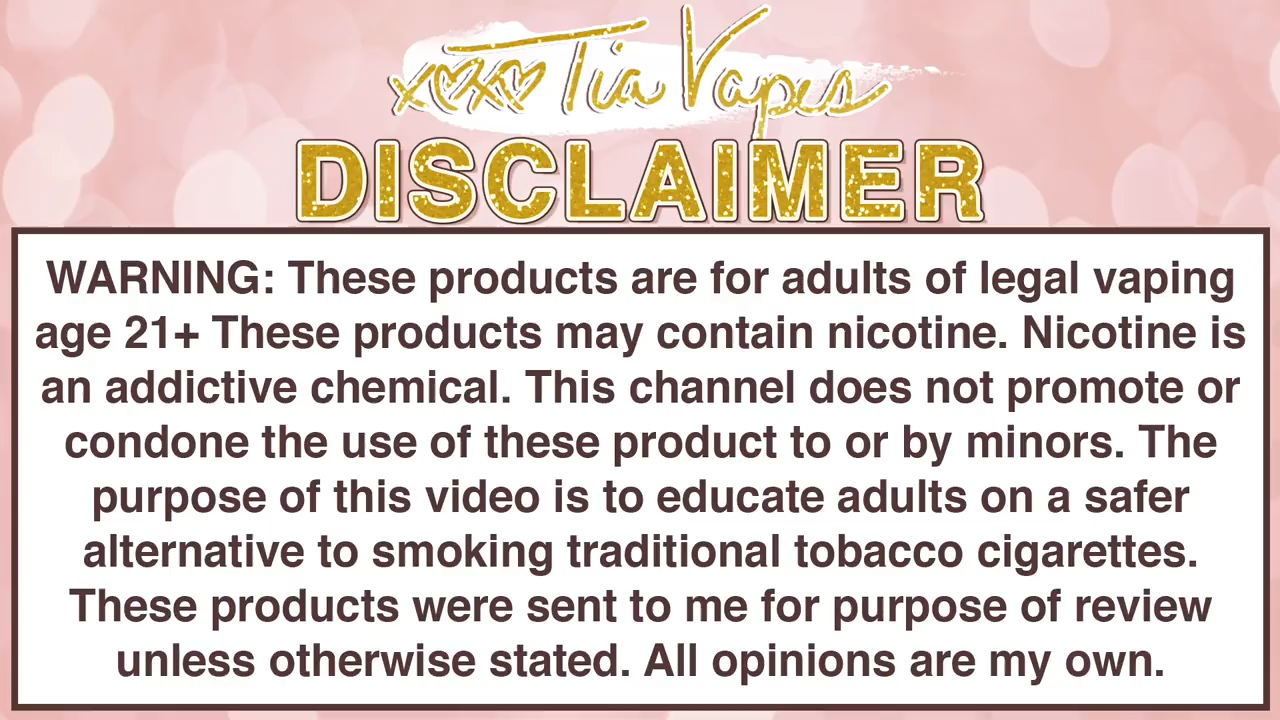 xoxo Tia Vapes
DISCLAIMER
WARNING: These products are for adults of legal vaping
age 21+ These products may contain nicotine. Nicotine is
an addictive chemical. This channel does not promote or
condone the use of these product to or by minors. The
purpose of this video is to educate adults on a safer
alternative to smoking traditional tobacco cigarettes.
These products were sent to me for purpose of review
unless otherwise stated. All opinions are my own.